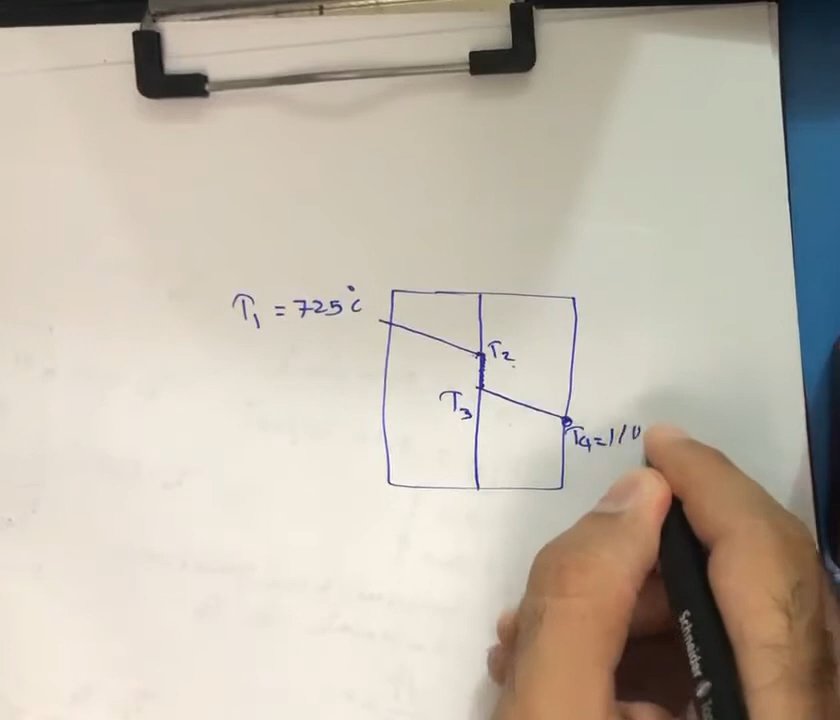 T₁ = 725°C
T₂
T₃
T₄=110
Schneider